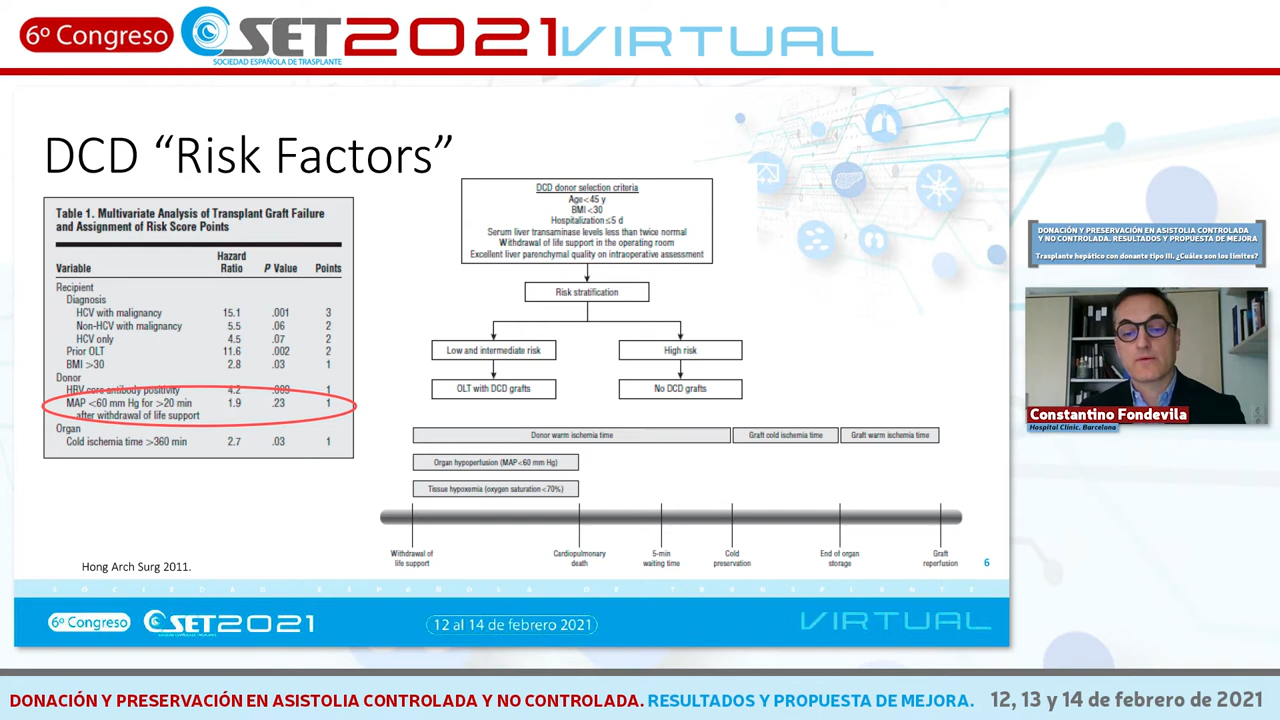 6º Congreso
SET2021VIRTUAL
SOCIEDAD ESPAÑOLA DE TRASPLANTE
DCD “Risk Factors”
Table 1. Multivariate Analysis of Transplant Graft Failure
and Assignment of Risk Score Points
Variable Hazard Ratio P Value Points
Recipient
Diagnosis
HCV with malignancy 15.1 .001 3
Non-HCV with malignancy 5.5 .06 2
HCV only 4.5 .07 2
Prior OLT 11.6 .002 2
BMI >30 2.8 .03 1
Donor
HBV core antibody positivity 4.2 .009 1
MAP <60 mm Hg for >20 min 1.9 .23 1
after withdrawal of life support
Organ
Cold ischemia time >360 min 2.7 .03 1
Hong Arch Surg 2011.
DCD donor selection criteria
Age<45 y
BMI <30
Hospitalization ≤5 d
Serum liver transaminase levels less than twice normal
Withdrawal of life support in the operating room
Excellent liver parenchymal quality on intraoperative assessment
Risk stratification
Low and intermediate risk
High risk
OLT with DCD grafts
No DCD grafts
Donor warm ischemia time
Graft cold ischemia time
Graft warm ischemia time
Organ hypoperfusion (MAP<60 mm Hg)
Tissue hypoxemia (oxygen saturation <70%)
Withdrawal of
life support
Cardiopulmonary
death
5-min
waiting time
Cold
preservation
End of organ
storage
Graft
reperfusion
6
SOCIEDAD ESPAÑOLA DE TRANSPLANTE
6º Congreso
SET2021
12 al 14 de febrero 2021
VIRTUAL
DONACIÓN Y PRESERVACIÓN EN ASISTOLIA CONTROLADA
Y NO CONTROLADA. RESULTADOS Y PROPUESTA DE MEJORA
Trasplante hepático con donante tipo III. ¿Cuáles son los límites?
Constantino Fondevila
Hospital Clínic. Barcelona
DONACIÓN Y PRESERVACIÓN EN ASISTOLIA CONTROLADA Y NO CONTROLADA. RESULTADOS Y PROPUESTA DE MEJORA. 12, 13 y 14 de febrero de 2021